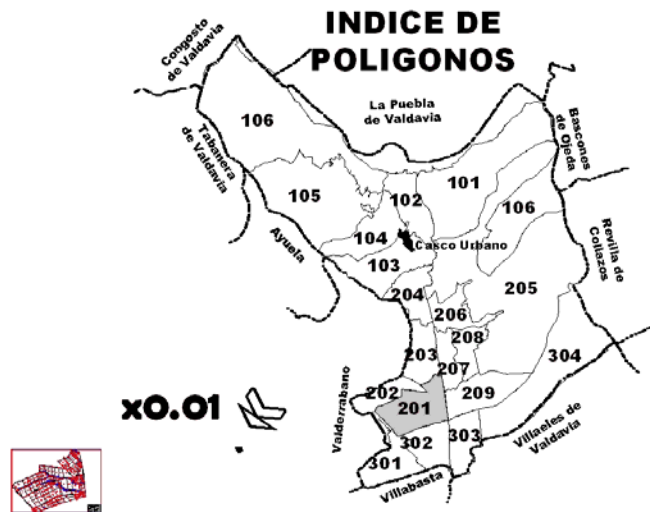 INDICE DE
POLIGONOS
Congosto
de Valdavia
La Puebla
de Valdavia
Bascones
de Ojeda
106
Tabanera
de Valdavia
105
102
101
106
Revilla de
Collazos
104
Casco Urbano
Ayuela
103
204
205
206
208
203
304
207
202
209
x0.01
201
Valderrabano
302
303
Villaeles de
Valdavia
301
Villabasta